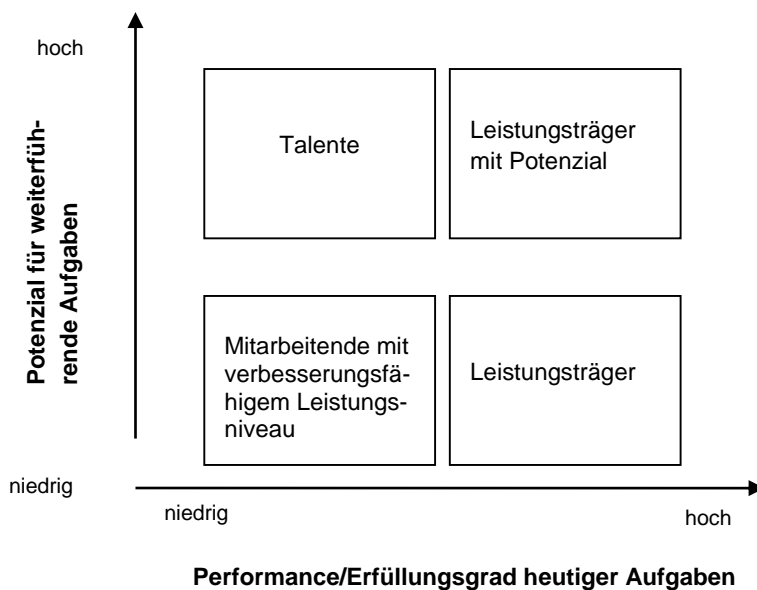 hoch
Potenzial für weiterfüh-
rende Aufgaben
Talente
Leistungsträger
mit Potenzial
Mitarbeitende mit
verbesserungsfä-
higem Leistungs-
niveau
Leistungsträger
niedrig
niedrig
hoch
Performance/Erfüllungsgrad heutiger Aufgaben